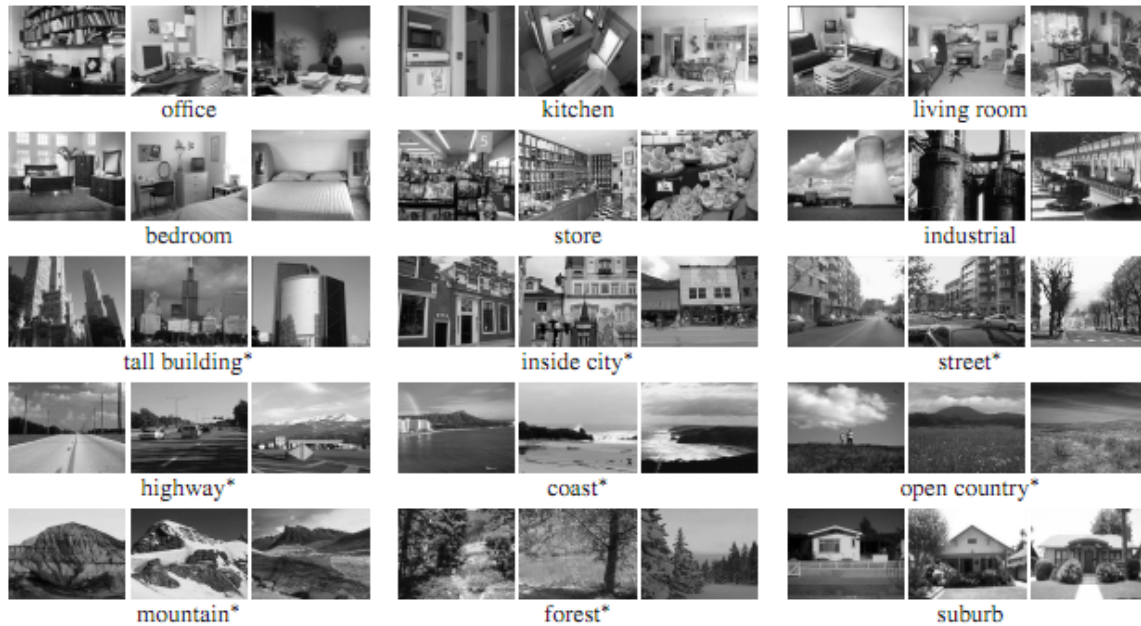 office kitchen living room
bedroom store industrial
tall building* inside city* street*
highway* coast* open country*
mountain* forest* suburb
5